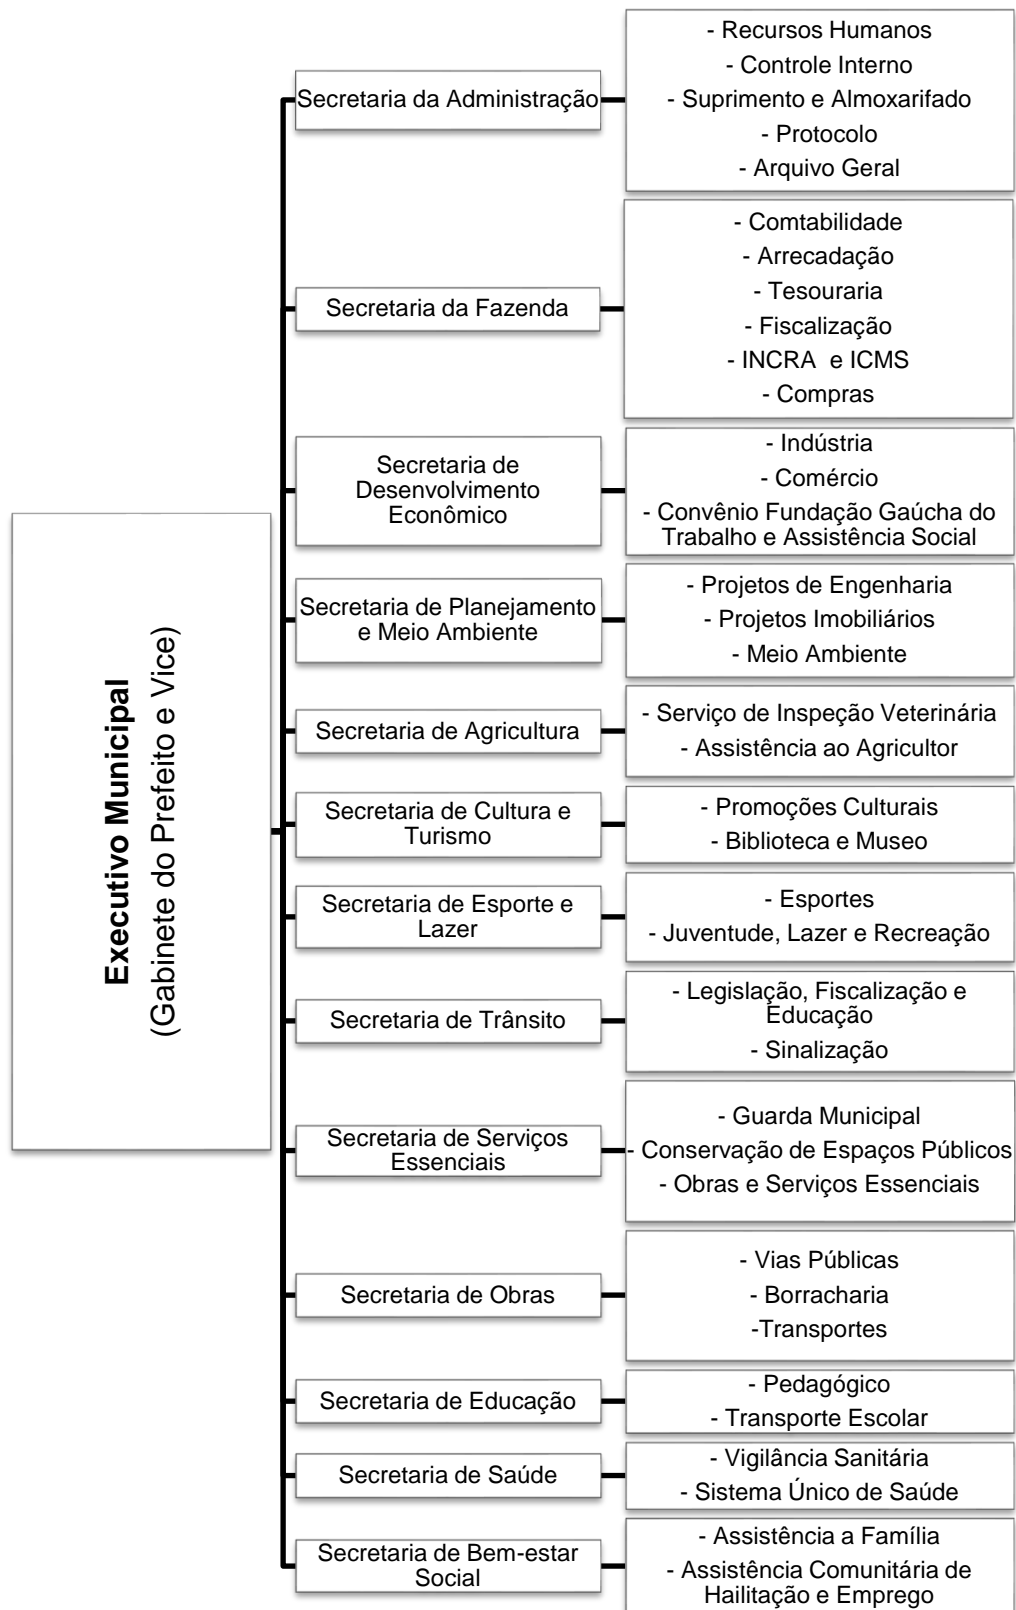 Executivo Municipal
(Gabinete do Prefeito e Vice)
Secretaria da Administração
- Recursos Humanos
- Controle Interno
- Suprimento e Almoxarifado
- Protocolo
- Arquivo Geral
Secretaria da Fazenda
- Comtabilidade
- Arrecadação
- Tesouraria
- Fiscalização
- INCRA e ICMS
- Compras
Secretaria de
Desenvolvimento
Econômico
- Indústria
- Comércio
- Convênio Fundação Gaúcha do
Trabalho e Assistência Social
Secretaria de Planejamento
e Meio Ambiente
- Projetos de Engenharia
- Projetos Imobiliários
- Meio Ambiente
Secretaria de Agricultura
- Serviço de Inspeção Veterinária
- Assistência ao Agricultor
Secretaria de Cultura e
Turismo
- Promoções Culturais
- Biblioteca e Museo
Secretaria de Esporte e
Lazer
- Esportes
- Juventude, Lazer e Recreação
Secretaria de Trânsito
- Legislação, Fiscalização e
Educação
- Sinalização
Secretaria de Serviços
Essenciais
- Guarda Municipal
- Conservação de Espaços Públicos
- Obras e Serviços Essenciais
Secretaria de Obras
- Vias Públicas
- Borracharia
-Transportes
Secretaria de Educação
- Pedagógico
- Transporte Escolar
Secretaria de Saúde
- Vigilância Sanitária
- Sistema Único de Saúde
Secretaria de Bem-estar
Social
- Assistência a Família
- Assistência Comunitária de
Hailitação e Emprego